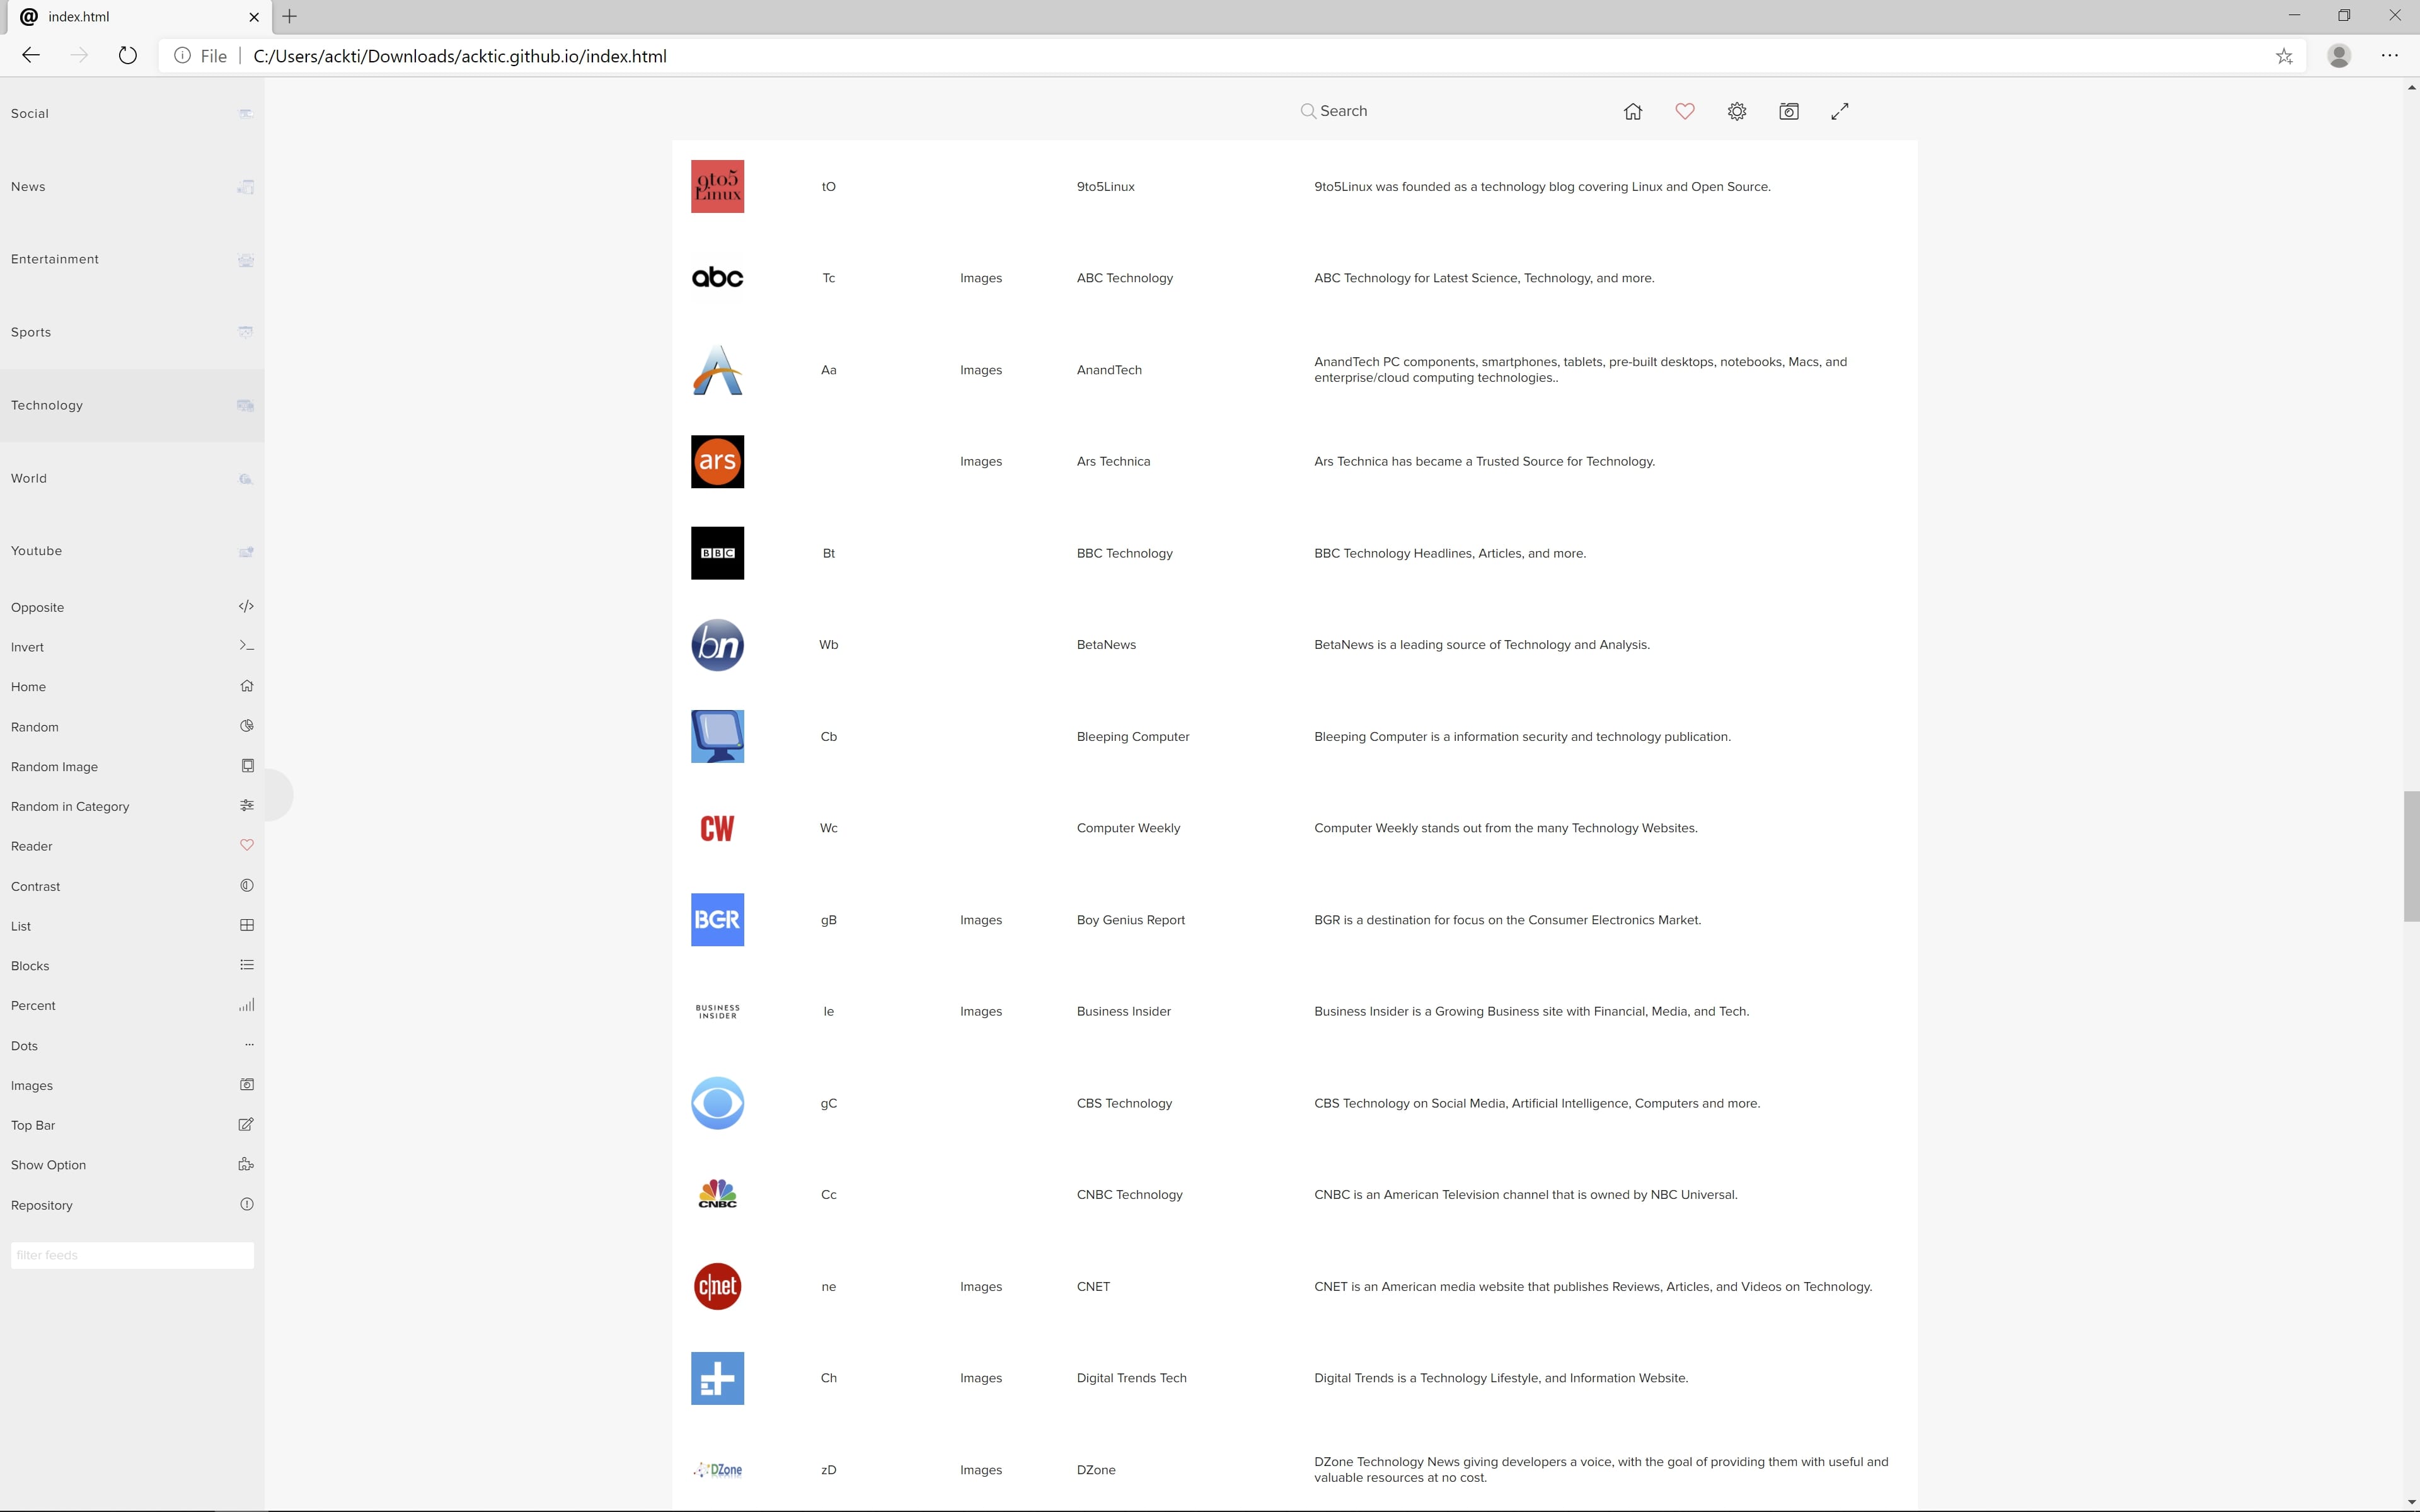 index.html
File
C:/Users/ackti/Downloads/acktic.github.io/index.html
Social
News
Entertainment
Sports
Technology
World
Youtube
Opposite
Invert
Home
Random
Random Image
Random in Category
Reader
Contrast
List
Blocks
Percent
Dots
Images
Top Bar
Show Option
Repository
filter feeds
Search
9to5
Linux
tO
9to5Linux
9to5Linux was founded as a technology blog covering Linux and Open Source.
abc
Tc
Images
ABC Technology
ABC Technology for Latest Science, Technology, and more.
Aa
Images
AnandTech
AnandTech PC components, smartphones, tablets, pre-built desktops, notebooks, Macs, and
enterprise/cloud computing technologies..
ars
Images
Ars Technica
Ars Technica has became a Trusted Source for Technology.
BBC
Bt
BBC Technology
BBC Technology Headlines, Articles, and more.
bn
Wb
BetaNews
BetaNews is a leading source of Technology and Analysis.
Cb
Bleeping Computer
Bleeping Computer is a information security and technology publication.
CW
Wc
Computer Weekly
Computer Weekly stands out from the many Technology Websites.
BGR
gB
Images
Boy Genius Report
BGR is a destination for focus on the Consumer Electronics Market.
BUSINESS
INSIDER
Ie
Images
Business Insider
Business Insider is a Growing Business site with Financial, Media, and Tech.
gC
CBS Technology
CBS Technology on Social Media, Artificial Intelligence, Computers and more.
CNBC
Cc
CNBC Technology
CNBC is an American Television channel that is owned by NBC Universal.
c|net
ne
Images
CNET
CNET is an American media website that publishes Reviews, Articles, and Videos on Technology.
Ch
Images
Digital Trends Tech
Digital Trends is a Technology Lifestyle, and Information Website.
DZone
zD
Images
DZone
DZone Technology News giving developers a voice, with the goal of providing them with useful and
valuable resources at no cost.